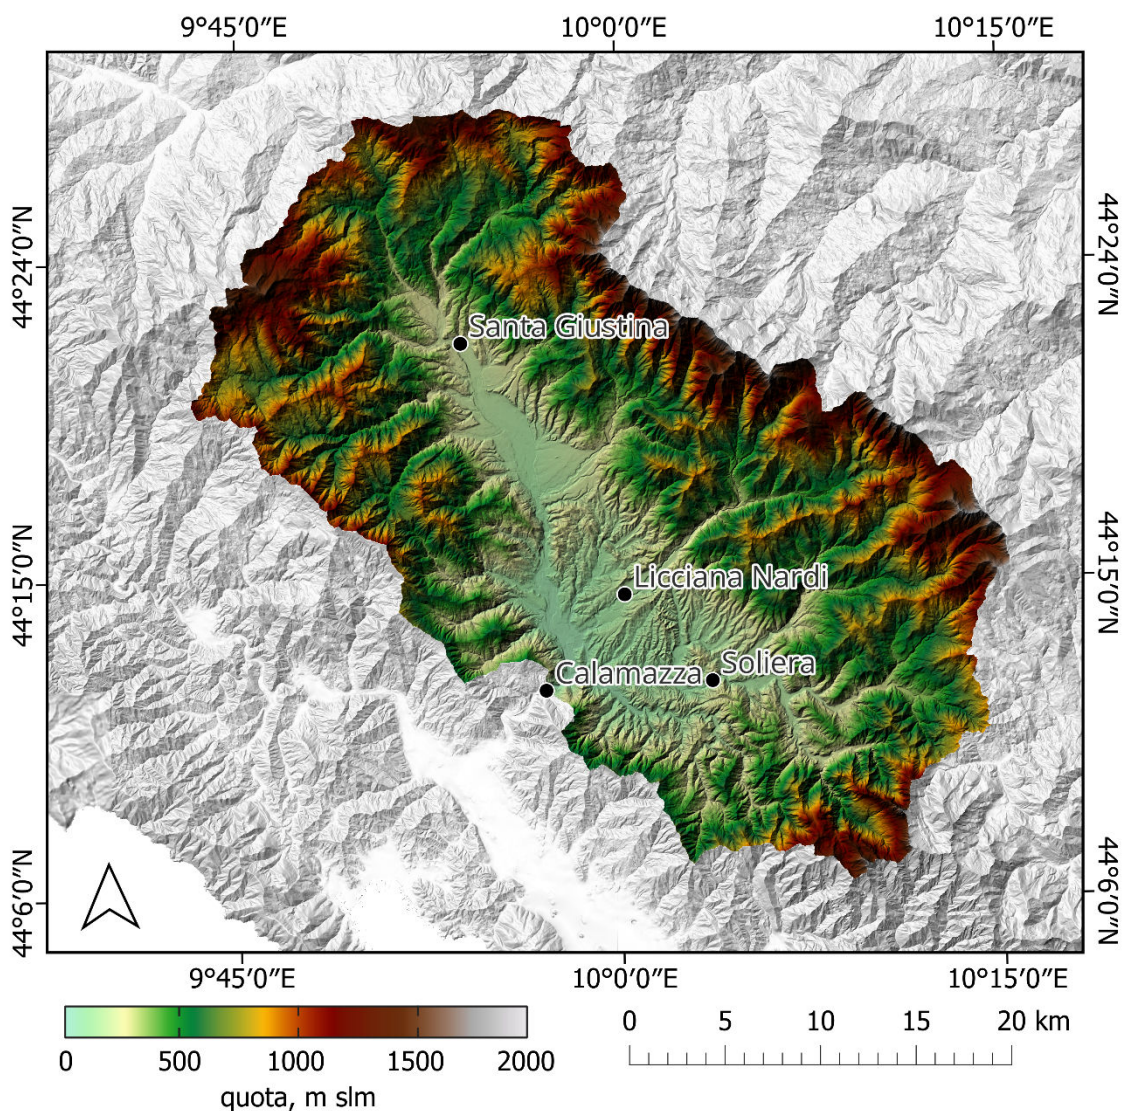 9°45′0″E 10°0′0″E 10°15′0″E
44°24′0″N 44°24′0″N
Santa Giustina
44°15′0″N 44°15′0″N
Licciana Nardi
Calamazza Soliera
44°6′0″N 44°6′0″N
9°45′0″E 10°0′0″E 10°15′0″E
0 500 1000 1500 2000
quota, m slm
0 5 10 15 20 km